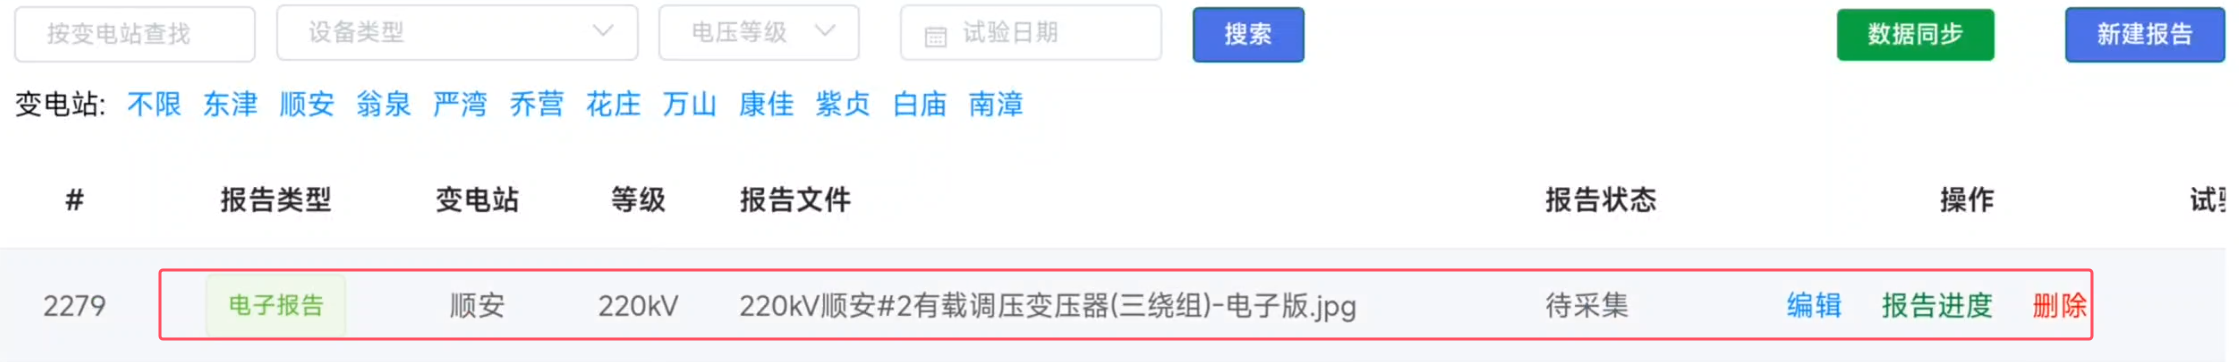 按变电站查找 设备类型 电压等级 试验日期 搜索 数据同步 新建报告
变电站: 不限 东津 顺安 翁泉 严湾 乔营 花庄 万山 康佳 紫贞 白庙 南漳
# 报告类型 变电站 等级 报告文件 报告状态 操作 试
2279 电子报告 顺安 220kV 220kV顺安#2有载调压变压器(三绕组)-电子版.jpg 待采集 编辑 报告进度 删除